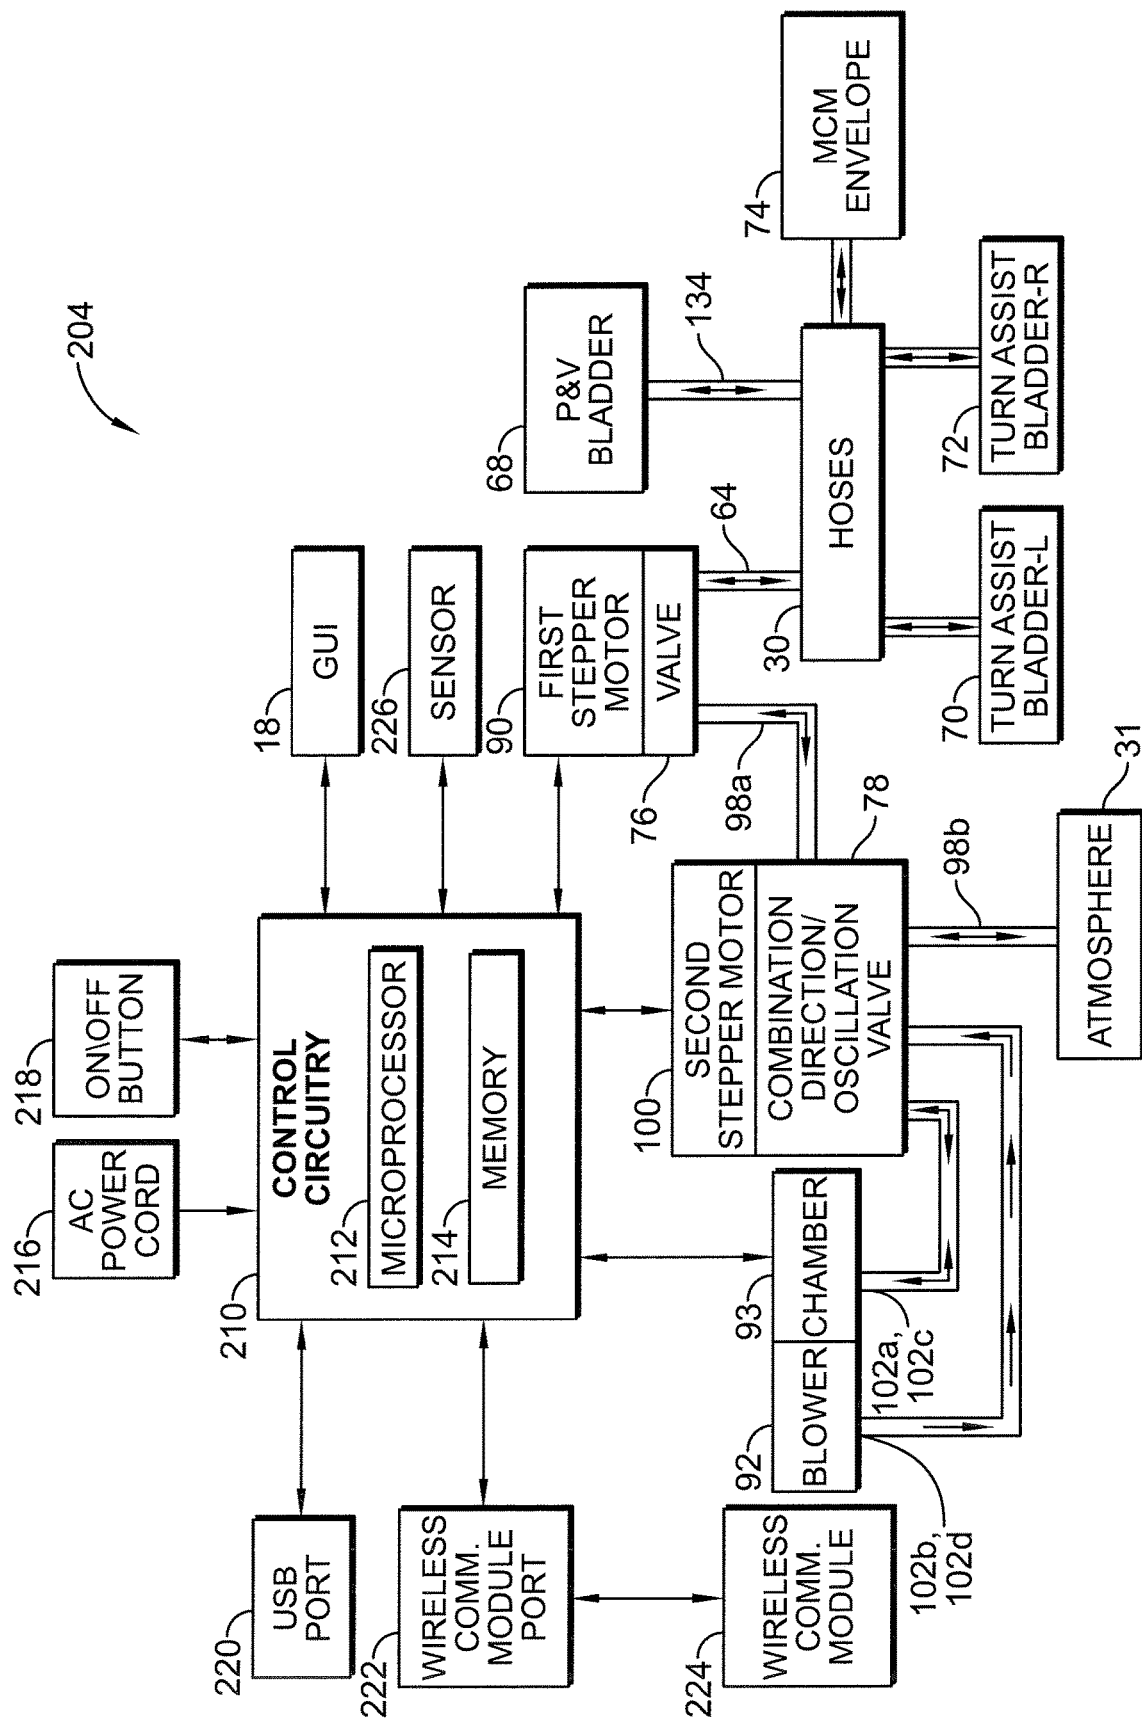 204
216
AC
POWER
CORD
218
ON\OFF
BUTTON
220
USB
PORT
210
CONTROL
CIRCUITRY
212
MICROPROCESSOR
214
MEMORY
18
GUI
226
SENSOR
222
WIRELESS
COMM.
MODULE
PORT
224
WIRELESS
COMM.
MODULE
90
FIRST
STEPPER
MOTOR
VALVE
76
68
P&V
BLADDER
64
134
74
MCM
ENVELOPE
98a
100
SECOND
STEPPER MOTOR
COMBINATION
DIRECTION/
OSCILLATION
VALVE
78
30
HOSES
92
BLOWER
93
CHAMBER
102a,
102c
102b,
102d
98b
ATMOSPHERE
31
70
TURN ASSIST
BLADDER-L
72
TURN ASSIST
BLADDER-R